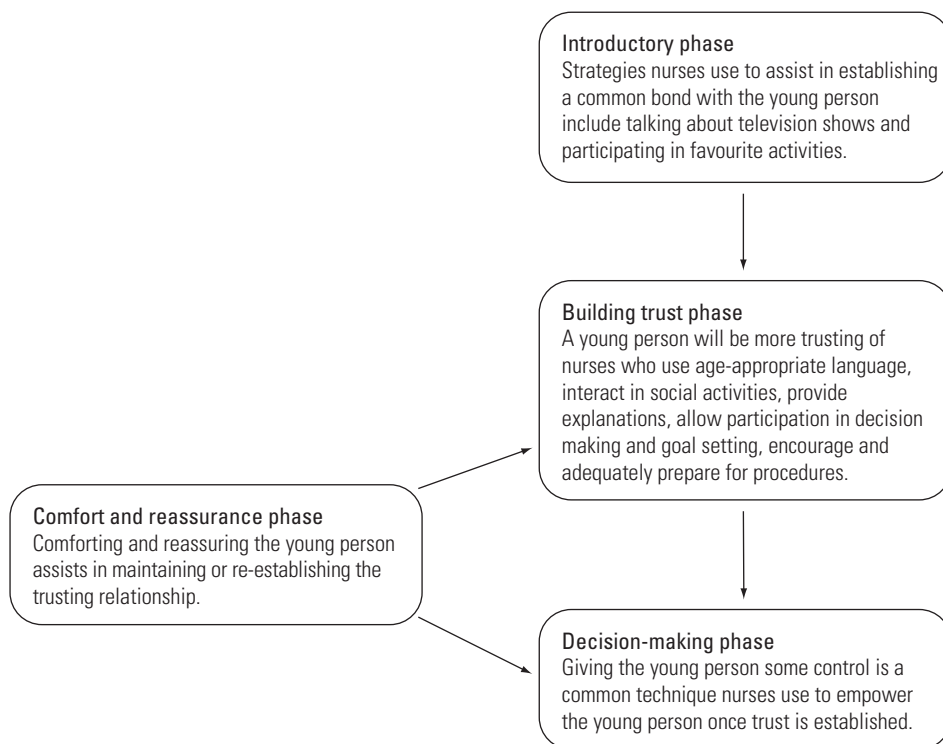 Introductory phase
Strategies nurses use to assist in establishing
a common bond with the young person
include talking about television shows and
participating in favourite activities.
Building trust phase
A young person will be more trusting of
nurses who use age-appropriate language,
interact in social activities, provide
explanations, allow participation in decision
making and goal setting, encourage and
adequately prepare for procedures.
Comfort and reassurance phase
Comforting and reassuring the young person
assists in maintaining or re-establishing the
trusting relationship.
Decision-making phase
Giving the young person some control is a
common technique nurses use to empower
the young person once trust is established.